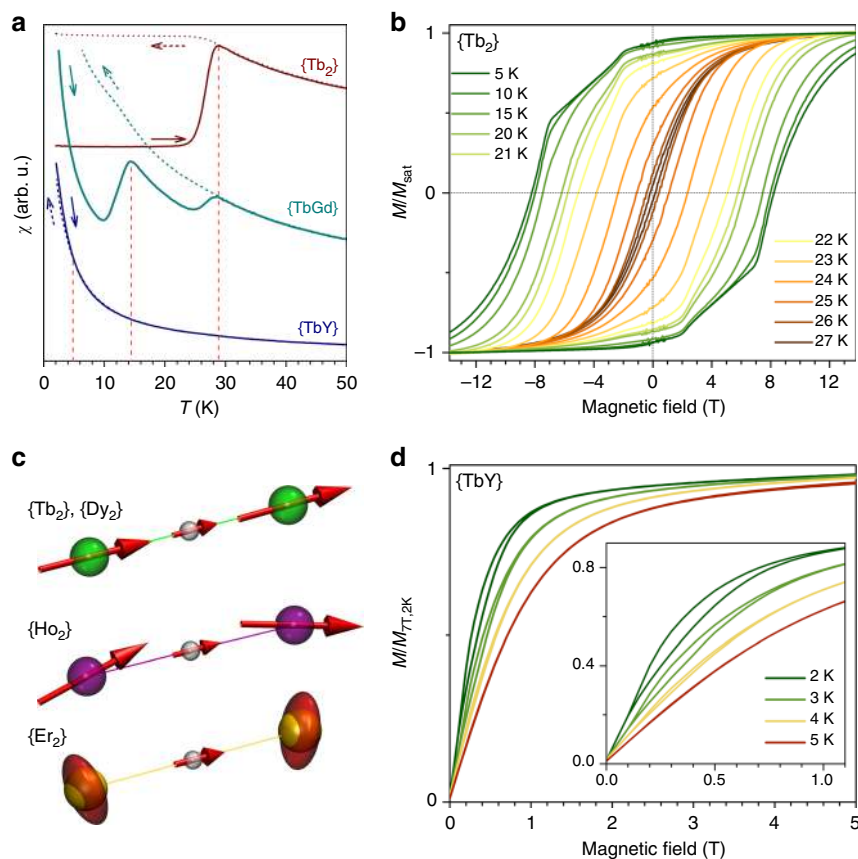 a
χ (arb. u.)
{Tb2}
{TbGd}
{TbY}
0 10 20 30 40 50
T (K)
b
{Tb2}
5 K
10 K
15 K
20 K
21 K
22 K
23 K
24 K
25 K
26 K
27 K
1
0
−1
M/Msat
−12 −8 −4 0 4 8 12
Magnetic field (T)
c
{Tb2}, {Dy2}
{Ho2}
{Er2}
d
{TbY}
1
0
M/M7T,2K
0 1 2 3 4 5
Magnetic field (T)
0.8
0.4
0.0
0.0 0.5 1.0
2 K
3 K
4 K
5 K